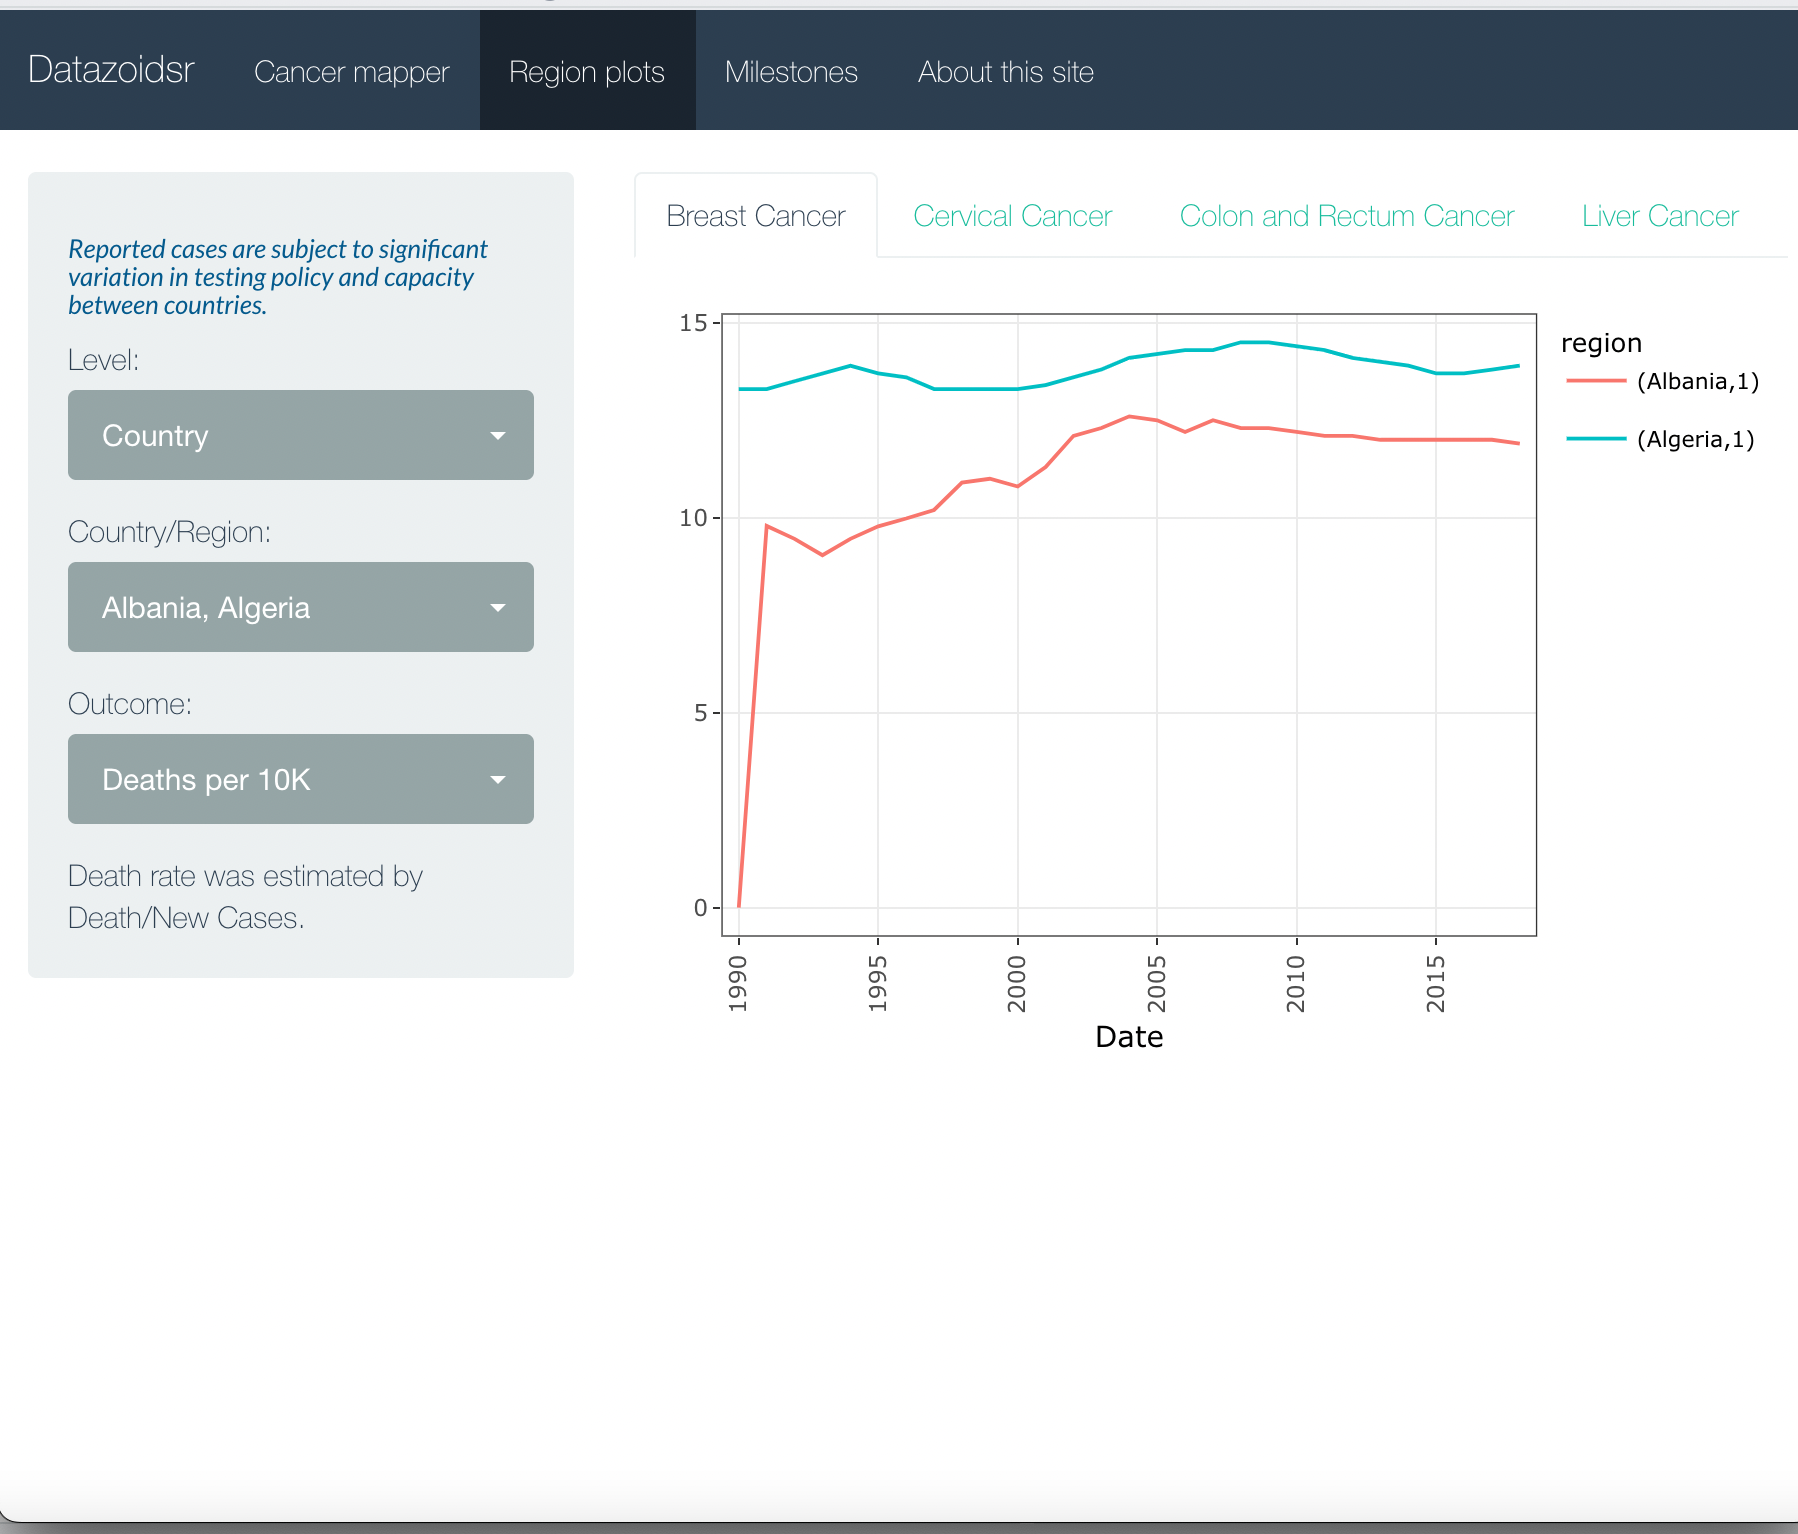 Datazoidsr Cancer mapper Region plots Milestones About this site
Reported cases are subject to significant
variation in testing policy and capacity
between countries.
Level:
Country
Country/Region:
Albania, Algeria
Outcome:
Deaths per 10K
Death rate was estimated by
Death/New Cases.
Breast Cancer Cervical Cancer Colon and Rectum Cancer Liver Cancer
15
10
5
0
1990 1995 2000 2005 2010 2015
Date
region
(Albania,1)
(Algeria,1)